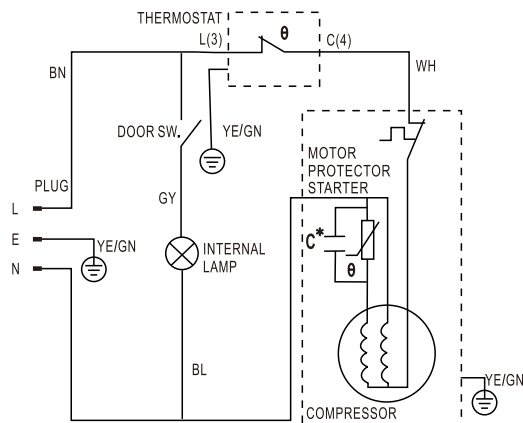 THERMOSTAT
L(3)
θ
C(4)
BN
WH
DOOR SW.
YE/GN
MOTOR
PROTECTOR
STARTER
PLUG
GY
L
E
YE/GN
C*
INTERNAL
LAMP
N
θ
BL
YE/GN
COMPRESSOR